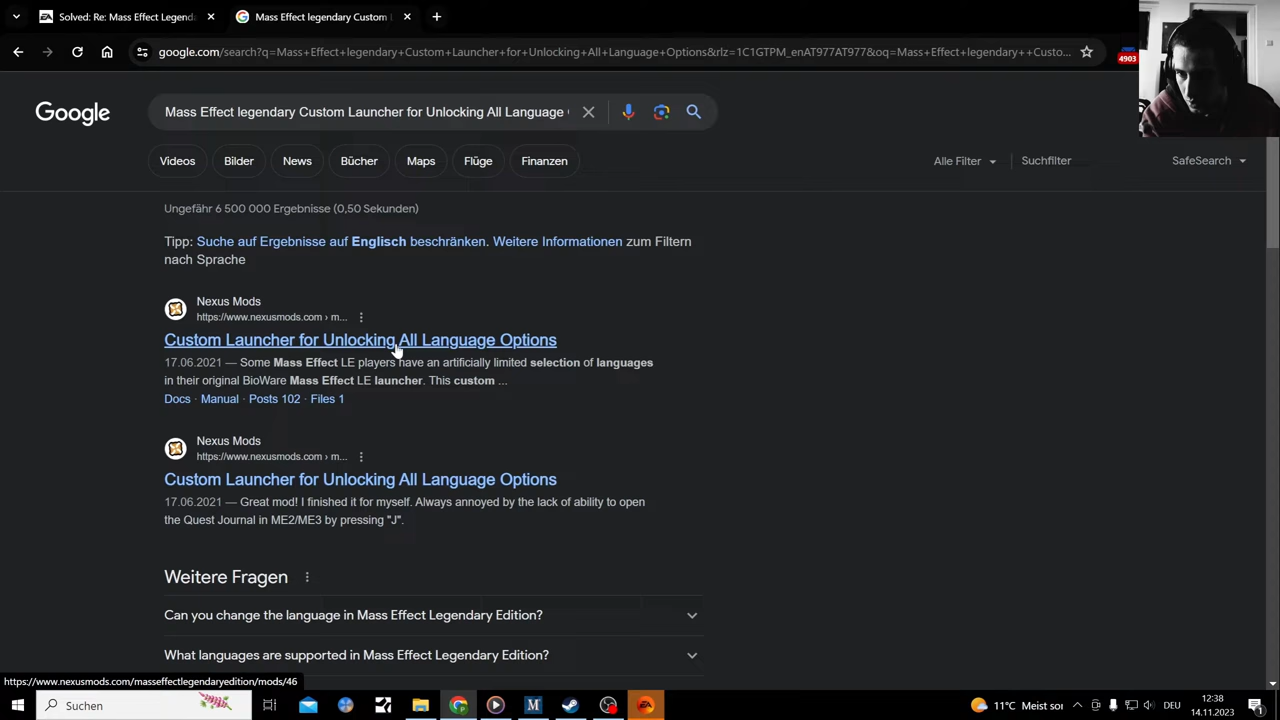 Solved: Re: Mass Effect Legenda
Mass Effect legendary Custom L
google.com/search?q=Mass+Effect+legendary+Custom+Launcher+for+Unlocking+All+Language+Options&rlz=1C1GTPM_enAT977AT977&oq=Mass+Effect+legendary++Custo...
4903
Google
Mass Effect legendary Custom Launcher for Unlocking All Language
Videos
Bilder
News
Bücher
Maps
Flüge
Finanzen
Alle Filter
Suchfilter
SafeSearch
Ungefähr 6 500 000 Ergebnisse (0,50 Sekunden)
Tipp: Suche auf Ergebnisse auf Englisch beschränken. Weitere Informationen zum Filtern
nach Sprache
Nexus Mods
https://www.nexusmods.com › m...
Custom Launcher for Unlocking All Language Options
17.06.2021 — Some Mass Effect LE players have an artificially limited selection of languages
in their original BioWare Mass Effect LE launcher. This custom ...
Docs · Manual · Posts 102 · Files 1
Nexus Mods
https://www.nexusmods.com › m...
Custom Launcher for Unlocking All Language Options
17.06.2021 — Great mod! I finished it for myself. Always annoyed by the lack of ability to open
the Quest Journal in ME2/ME3 by pressing "J".
Weitere Fragen
Can you change the language in Mass Effect Legendary Edition?
What languages are supported in Mass Effect Legendary Edition?
https://www.nexusmods.com/masseffectlegendaryedition/mods/46
Suchen
EA
11°C Meist sor
DEU
12:38
14.11.2023
1